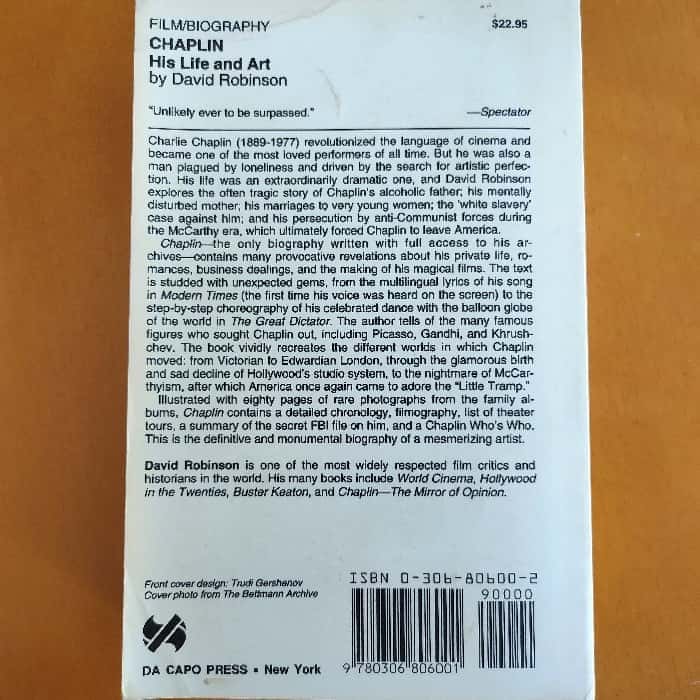 FILM/BIOGRAPHY $22.95
CHAPLIN
His Life and Art
by David Robinson
"Unlikely ever to be surpassed." —Spectator
Charlie Chaplin (1889-1977) revolutionized the language of cinema and
became one of the most loved performers of all time. But he was also a
man plagued by loneliness and driven by the search for artistic perfec-
tion. His life was an extraordinarily dramatic one, and David Robinson
explores the often tragic story of Chaplin's alcoholic father; his mentally
disturbed mother; his marriages to very young women; the 'white slavery'
case against him; and his persecution by anti-Communist forces during
the McCarthy era, which ultimately forced Chaplin to leave America.
Chaplin—the only biography written with full access to his ar-
chives—contains many provocative revelations about his private life, ro-
mances, business dealings, and the making of his magical films. The text
is studded with unexpected gems, from the multilingual lyrics of his song
in Modern Times (the first time his voice was heard on the screen) to the
step-by-step choreography of his celebrated dance with the balloon globe
of the world in The Great Dictator. The author tells of the many famous
figures who sought Chaplin out, including Picasso, Gandhi, and Khrush-
chev. The book vividly recreates the different worlds in which Chaplin
moved: from Victorian to Edwardian London, through the glamorous birth
and sad decline of Hollywood's studio system, to the nightmare of McCar-
thyism, after which America once again came to adore the "Little Tramp."
Illustrated with eighty pages of rare photographs from the family al-
bums, Chaplin contains a detailed chronology, filmography, list of theater
tours, a summary of the secret FBI file on him, and a Chaplin Who's Who.
This is the definitive and monumental biography of a mesmerizing artist.
David Robinson is one of the most widely respected film critics and
historians in the world. His many books include World Cinema, Hollywood
in the Twenties, Buster Keaton, and Chaplin—The Mirror of Opinion.
Front cover design: Trudi Gershenov
Cover photo from The Bettmann Archive
DA CAPO PRESS • New York
ISBN 0-306-80600-2
90000
9 780306 806001